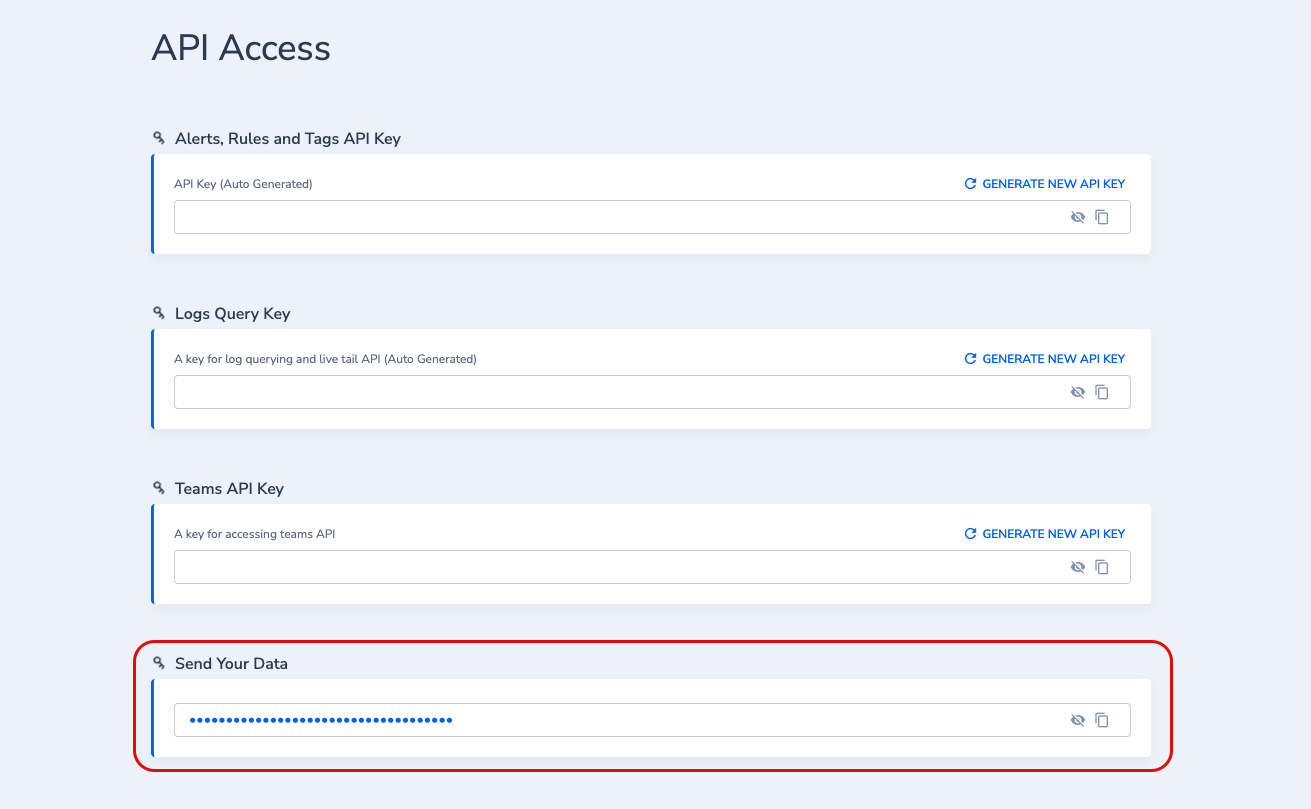 API Access
Alerts, Rules and Tags API Key
API Key (Auto Generated)
GENERATE NEW API KEY
Logs Query Key
A key for log querying and live tail API (Auto Generated)
GENERATE NEW API KEY
Teams API Key
A key for accessing teams API
GENERATE NEW API KEY
Send Your Data